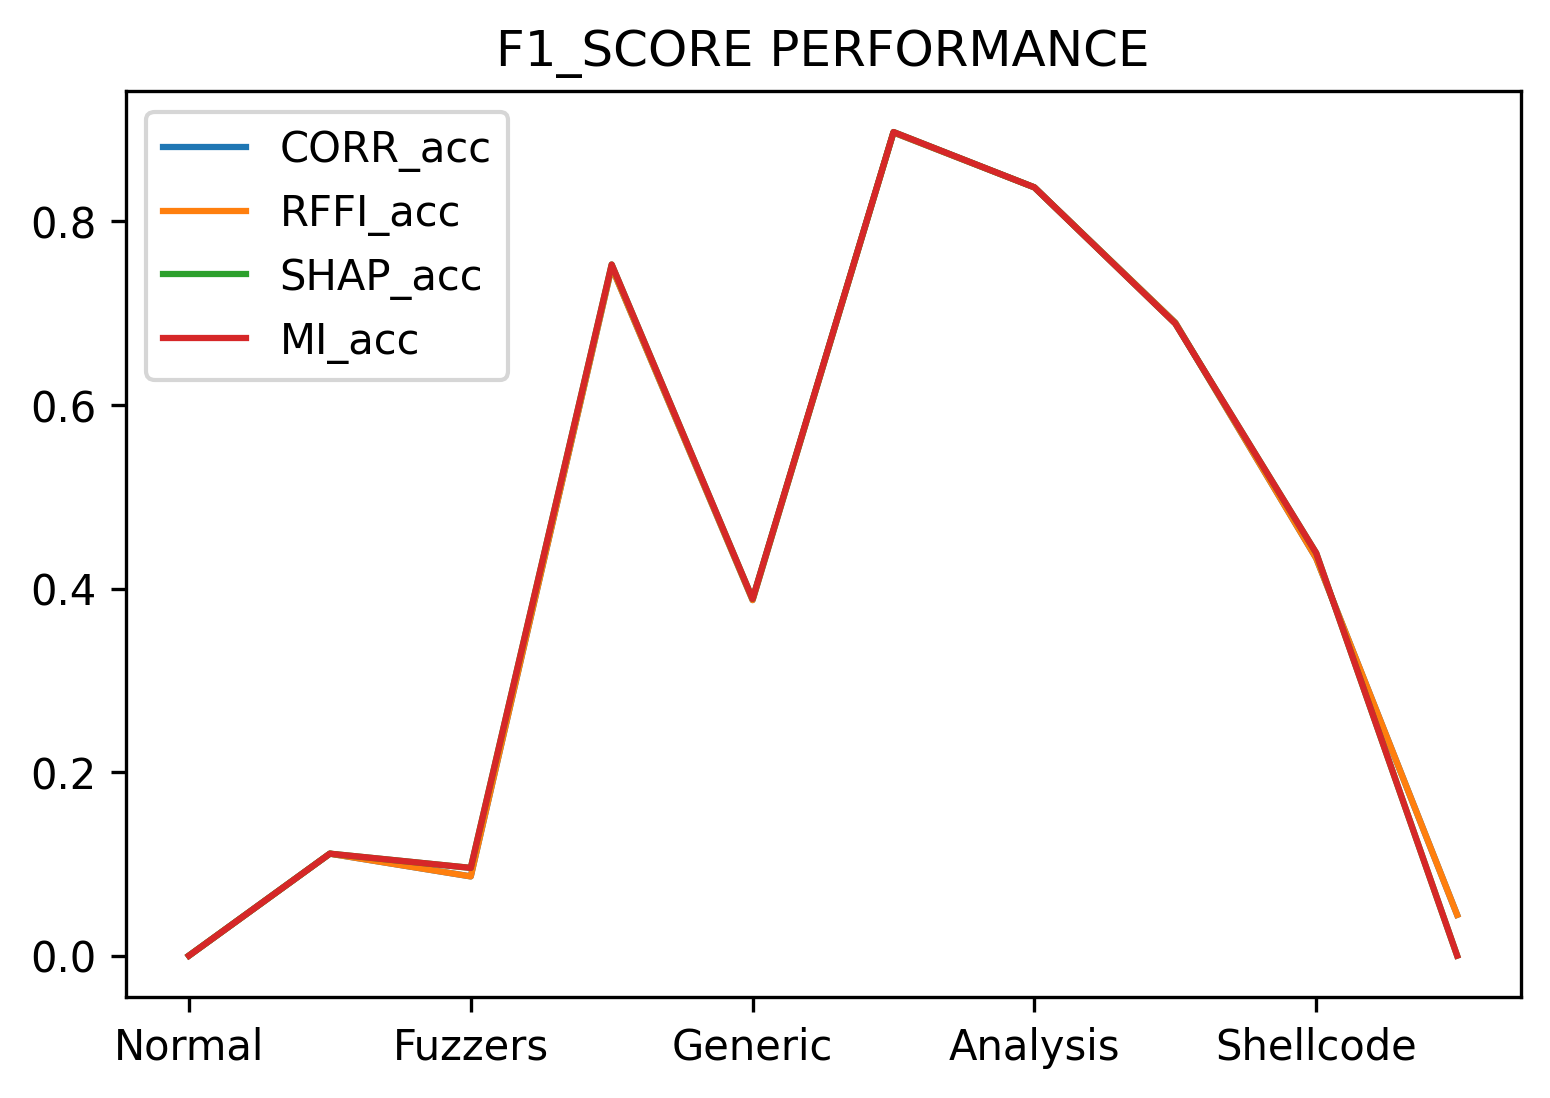 F1_SCORE PERFORMANCE
CORR_acc
RFFI_acc
SHAP_acc
MI_acc
0.8
0.6
0.4
0.2
0.0
Normal Fuzzers Generic Analysis Shellcode